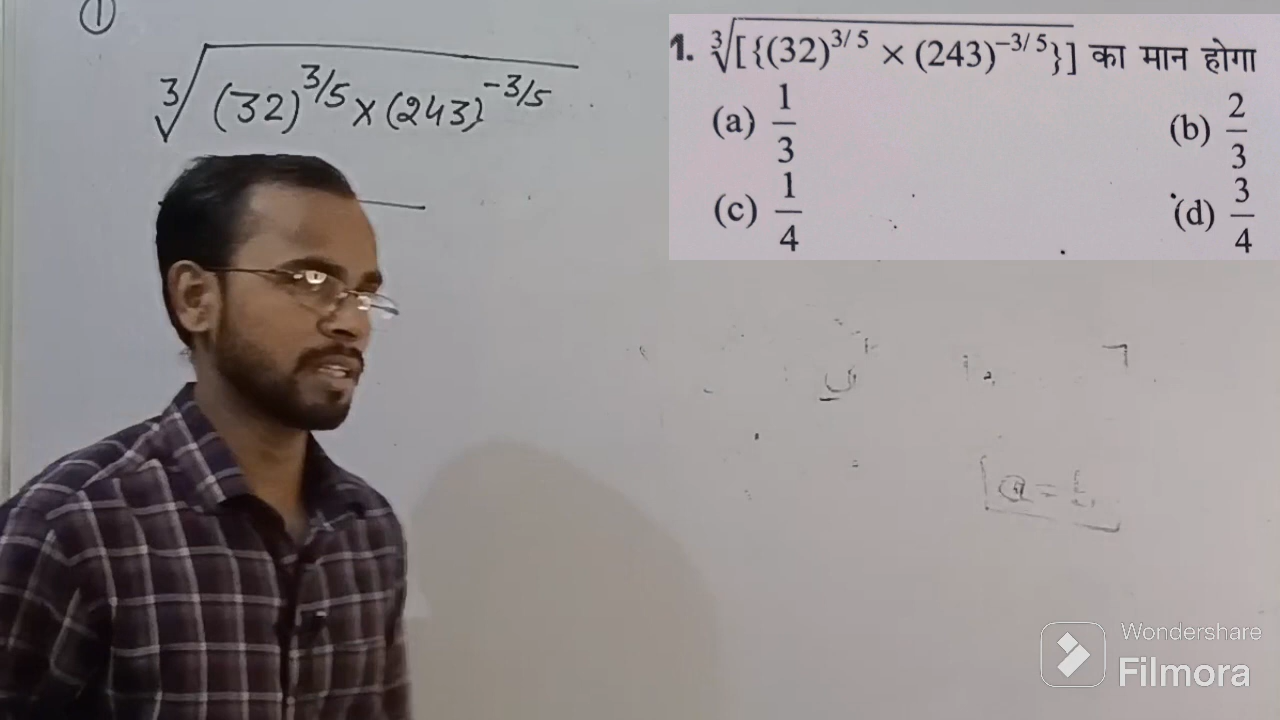 ①
∛((32)^3/5 × (243)^-3/5)
1. ∛[{(32)^3/5 × (243)^−3/5}] का मान होगा
(a) 1/3
(b) 2/3
(c) 1/4
(d) 3/4
Wondershare
Filmora